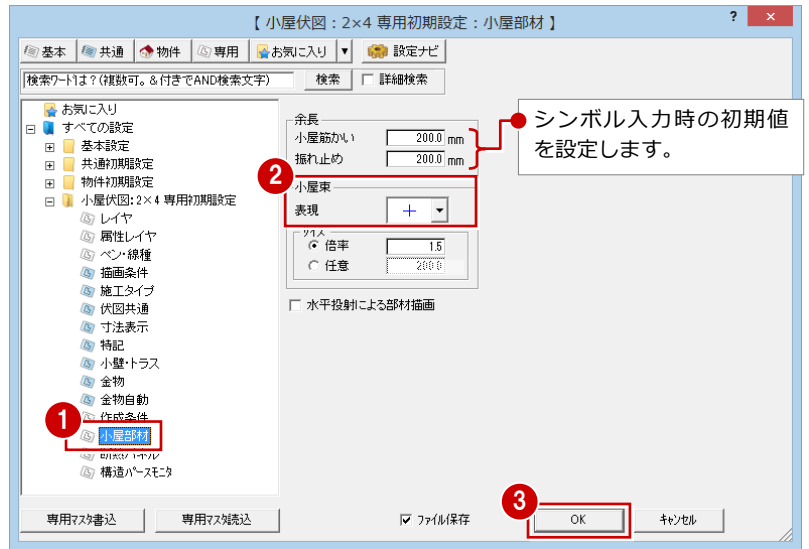 【 小屋伏図：2×4 専用初期設定：小屋部材 】
? ×
基本 共通 物件 専用 お気に入り ▼ 設定ナビ
検索ワードは？(複数可。＆付きでAND検索文字) 検索 詳細検索
お気に入り
すべての設定
基本設定
共通初期設定
物件初期設定
小屋伏図:2×4 専用初期設定
レイヤ
属性レイヤ
ペン・線種
描画条件
施工タイプ
伏図共通
寸法表示
特記
小壁・トラス
金物
金物自動
作成条件
1
小屋部材
構造パースモニタ
余長
小屋筋かい 200.0 mm
振れ止め 200.0 mm
シンボル入力時の初期値
を設定します。
2
小屋束
表現
サイズ
倍率 1.5
任意 200.0
水平投射による部材描画
3
専用マスタ書込 専用マスタ読込 ファイル保存 OK キャンセル